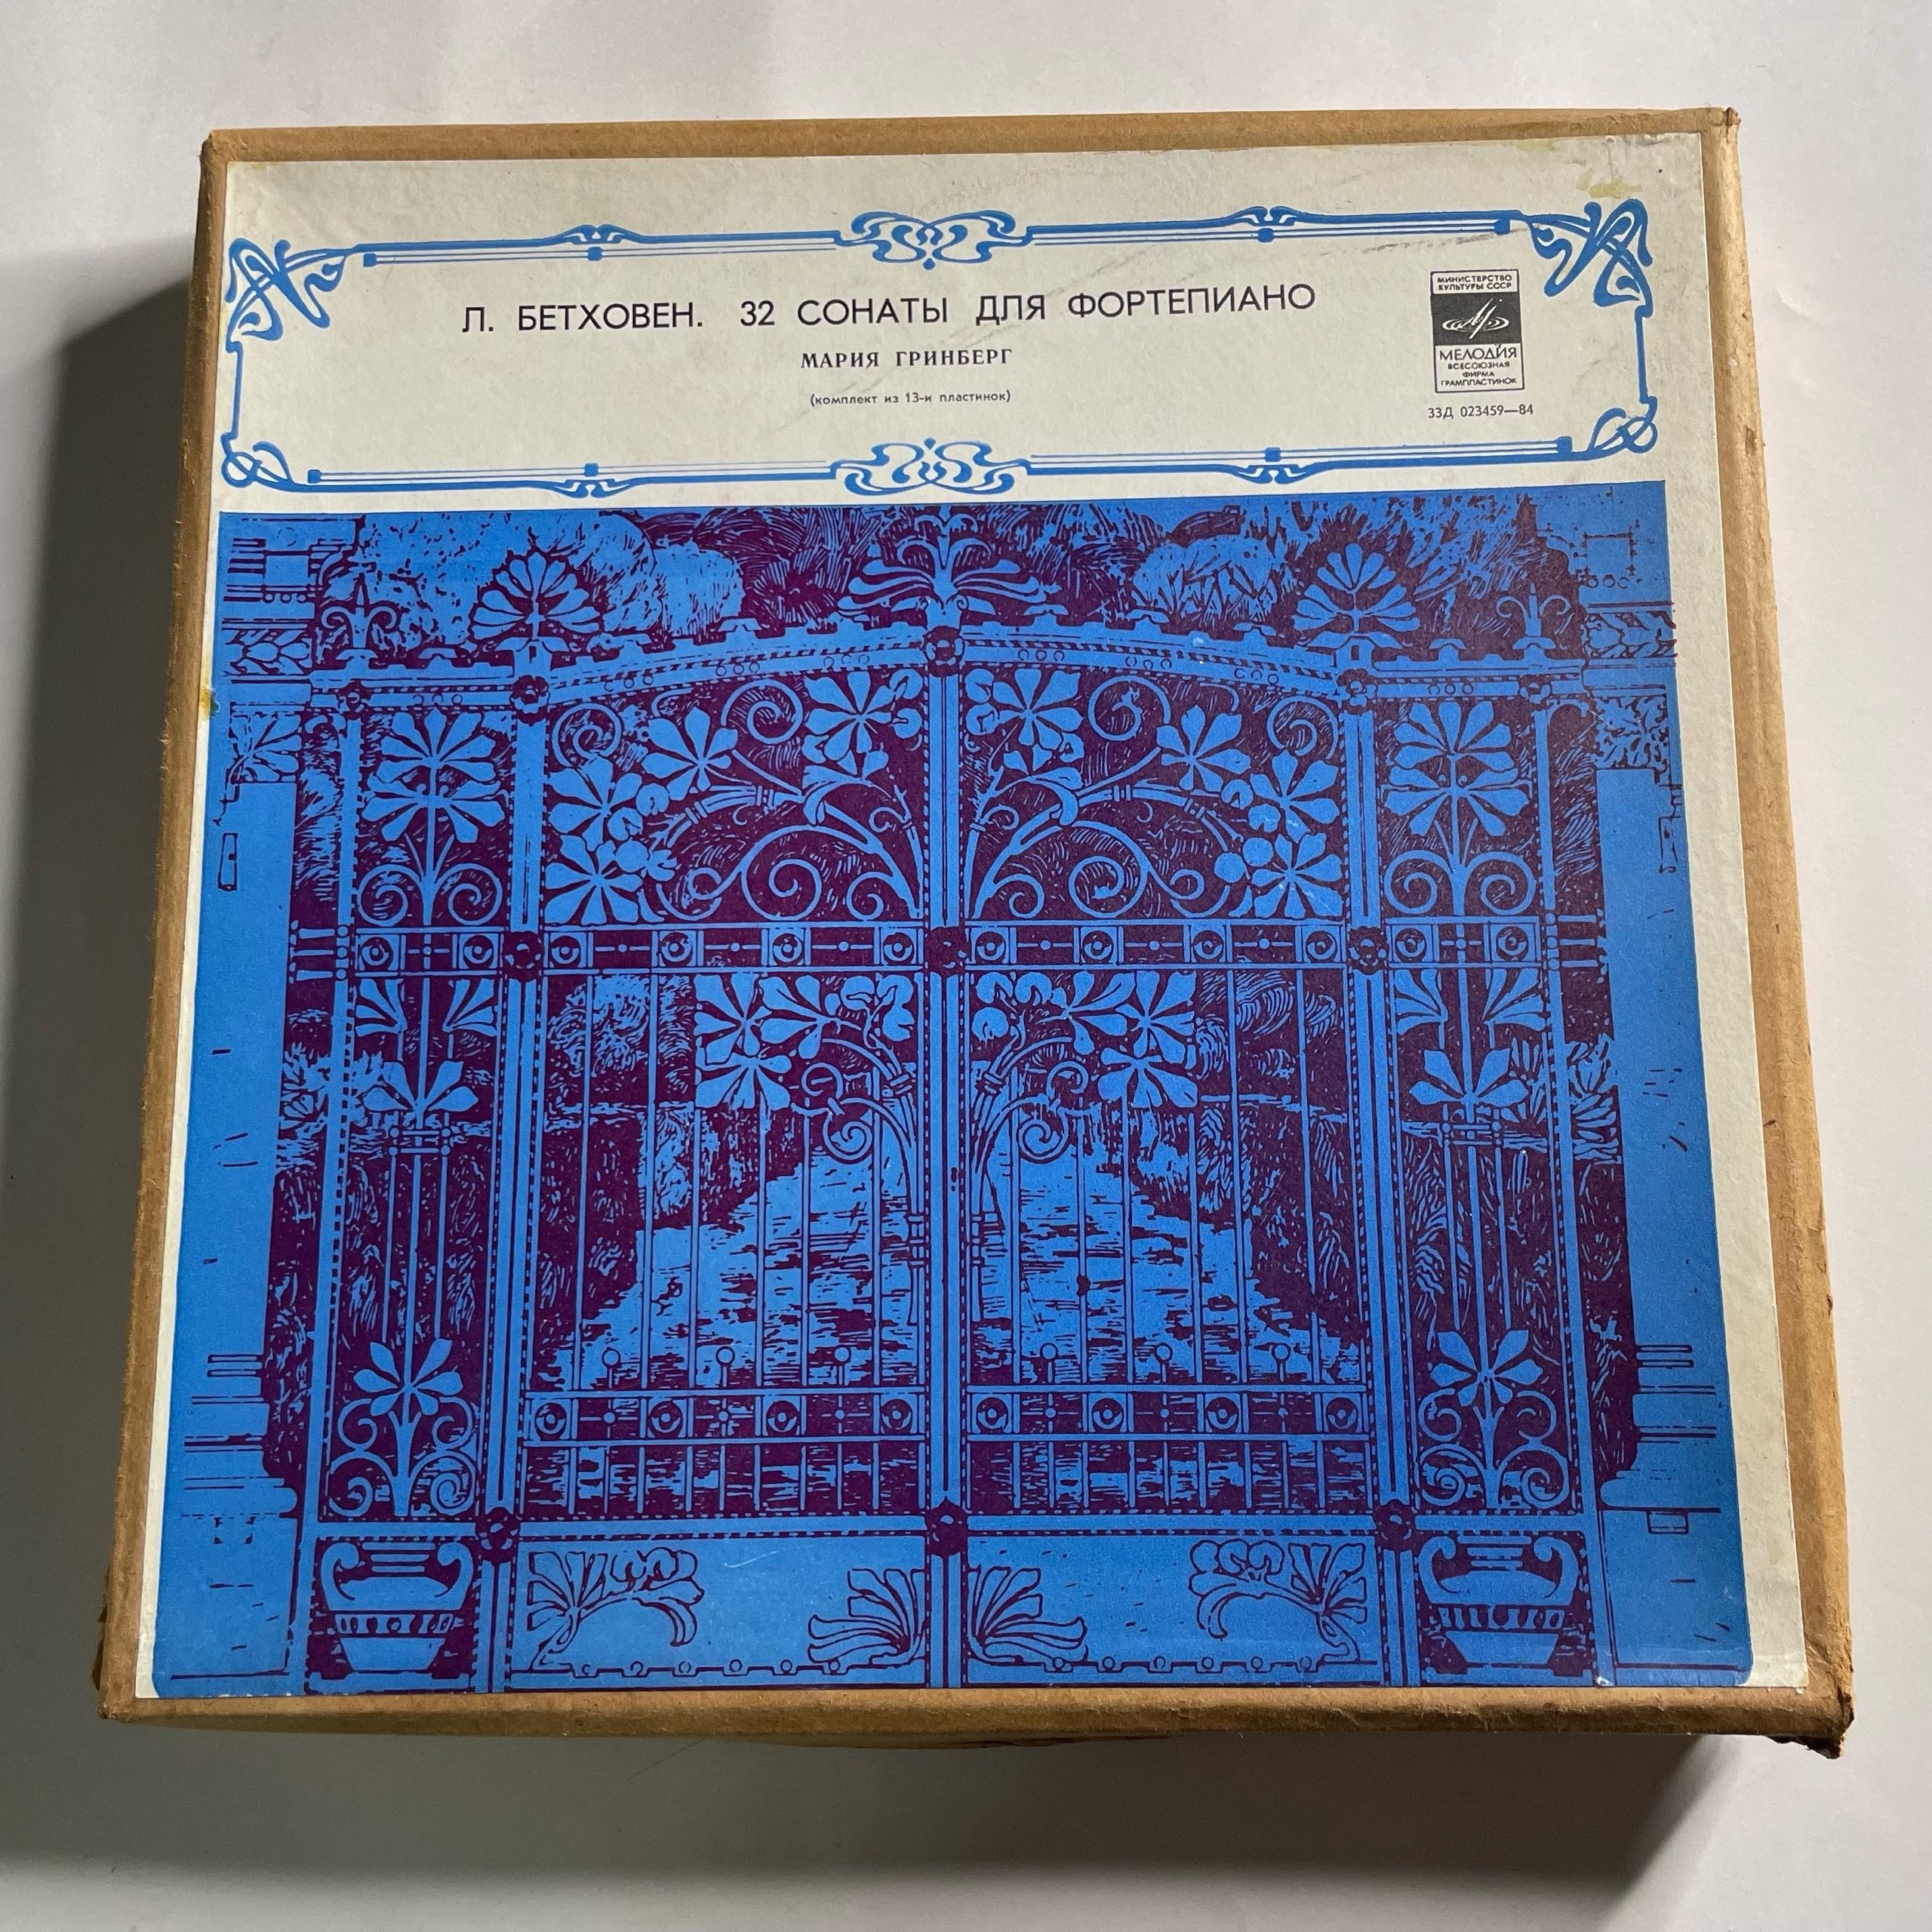 Л. БЕТХОВЕН. 32 СОНАТЫ ДЛЯ ФОРТЕПИАНО
МАРИЯ ГРИНБЕРГ
(комплект из 13-и пластинок)
МИНИСТЕРСТВО
КУЛЬТУРЫ СССР
МЕЛОДИЯ
ВСЕСОЮЗНАЯ
ФИРМА
ГРАМПЛАСТИНОК
33Д 023459—84